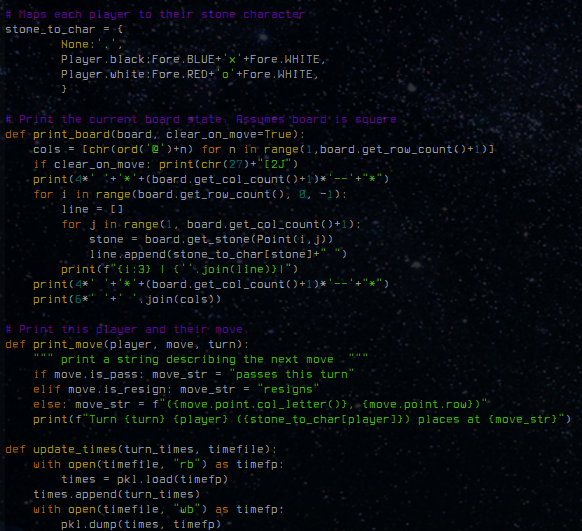 # Maps each player to their stone character
stone_to_char = {
        None:'.',
        Player.black:Fore.BLUE+'x'+Fore.WHITE,
        Player.white:Fore.RED+'o'+Fore.WHITE,
        }
# Print the current board state. Assumes board is square
def print_board(board, clear_on_move=True):
    cols = [chr(ord('@')+n) for n in range(1,board.get_row_count()+1)]
    if clear_on_move: print(chr(27)+"[2J")
    print(4*' '+'*'+(board.get_col_count()+1)*'--'+"*")
    for i in range(board.get_row_count(), 0, -1):
        line = []
        for j in range(1, board.get_col_count()+1):
            stone = board.get_stone(Point(i,j))
            line.append(stone_to_char[stone]+" ")
        print(f"{i:3} | {''.join(line)}|")
    print(4*' '+'*'+(board.get_col_count()+1)*'--'+"*")
    print(6*' '+' '.join(cols))
# Print this player and their move.
def print_move(player, move, turn):
    """ print a string describing the next move  """
    if move.is_pass: move_str = "passes this turn"
    elif move.is_resign: move_str = "resigns"
    else: move_str = f"({move.point.col_letter()}, {move.point.row})"
    print(f"Turn {turn} {player} ({stone_to_char[player]}) places at {move_str}")
def update_times(turn_times, timefile):
    with open(timefile, "rb") as timefp:
        times = pkl.load(timefp)
    times.append(turn_times)
    with open(timefile, "wb") as timefp:
        pkl.dump(times, timefp)